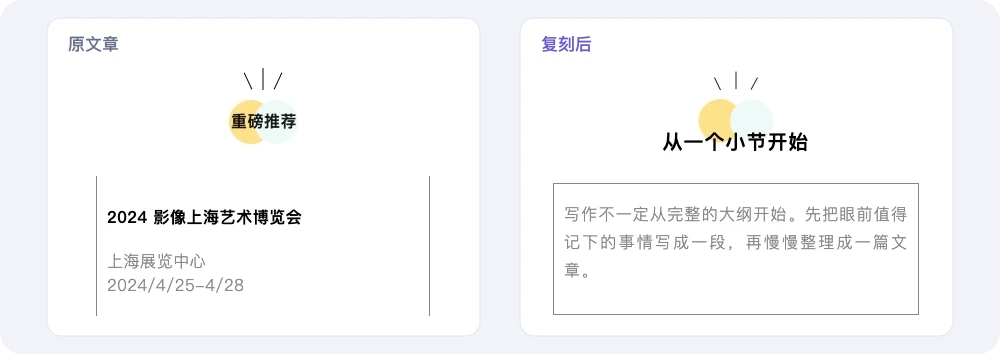 原文章
重磅推荐
2024 影像上海艺术博览会
上海展览中心
2024/4/25-4/28
复刻后
从一个小节开始
写作不一定从完整的大纲开始。先把眼前值得
记下的事情写成一段，再慢慢整理成一篇文
章。